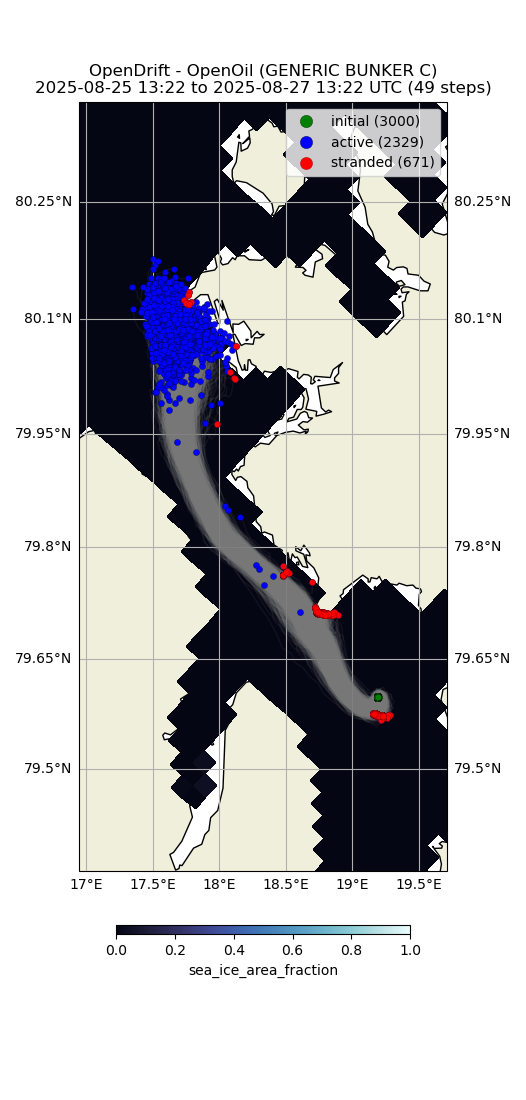 OpenDrift - OpenOil (GENERIC BUNKER C)
2025-08-25 13:22 to 2025-08-27 13:22 UTC (49 steps)
initial (3000)
active (2329)
stranded (671)
80.25°N 80.25°N
80.1°N 80.1°N
79.95°N 79.95°N
79.8°N 79.8°N
79.65°N 79.65°N
79.5°N 79.5°N
17°E 17.5°E 18°E 18.5°E 19°E 19.5°E
0.0 0.2 0.4 0.6 0.8 1.0
sea_ice_area_fraction